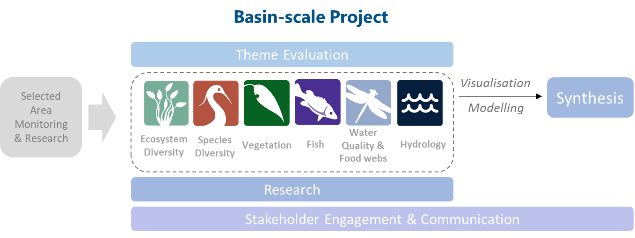 Basin-scale Project
Theme Evaluation
Selected
Area
Monitoring
& Research
Ecosystem
Diversity
Species
Diversity
Vegetation
Fish
Water
Quality &
Food webs
Hydrology
Visualisation
Modelling
Synthesis
Research
Stakeholder Engagement & Communication